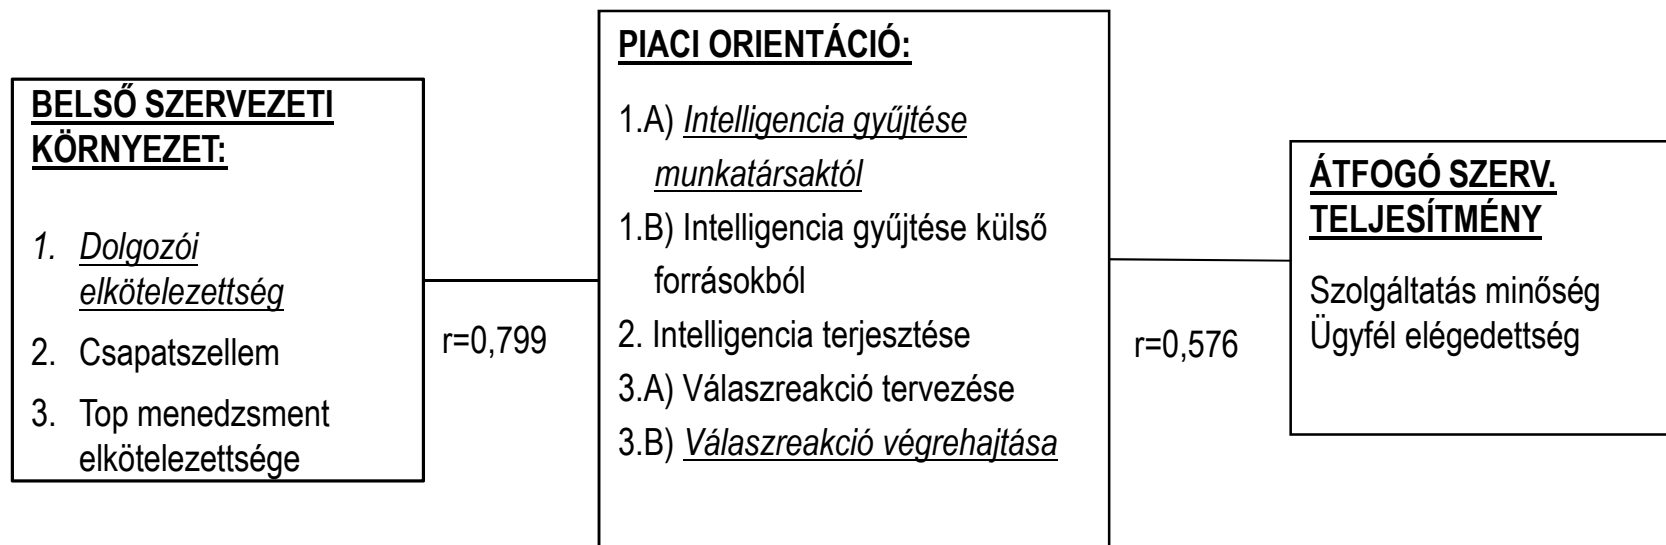 BELSŐ SZERVEZETI
KÖRNYEZET:
1. Dolgozói
elkötelezettség
2. Csapatszellem
3. Top menedzsment
elkötelezettsége
r=0,799
PIACI ORIENTÁCIÓ:
1.A) Intelligencia gyűjtése
munkatársaktól
1.B) Intelligencia gyűjtése külső
forrásokból
2. Intelligencia terjesztése
3.A) Válaszreakció tervezése
3.B) Válaszreakció végrehajtása
r=0,576
ÁTFOGÓ SZERV.
TELJESÍTMÉNY
Szolgáltatás minőség
Ügyfél elégedettség